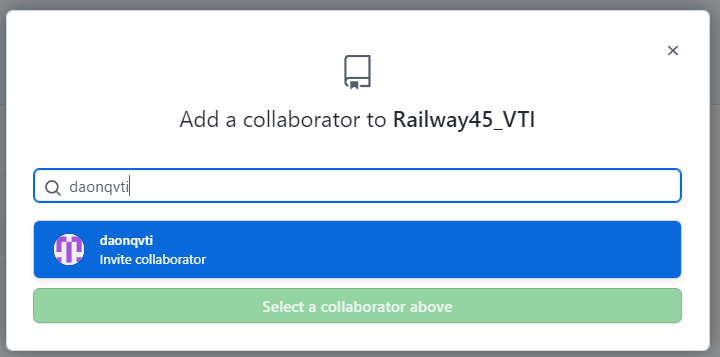 Add a collaborator to Railway45_VTI
daonqvti
daonqvti
Invite collaborator
Select a collaborator above